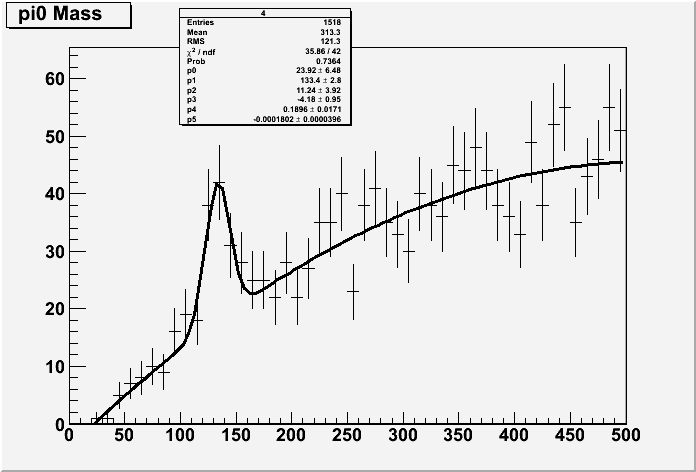 pi0 Mass
4
Entries 1518
Mean 313.3
RMS 121.3
χ² / ndf 35.86 / 42
Prob 0.7364
p0 23.92 ± 6.48
p1 133.4 ± 2.8
p2 11.24 ± 3.92
p3 -4.18 ± 0.95
p4 0.1896 ± 0.0171
p5 -0.0001802 ± 0.0000396
60
50
40
30
20
10
0
0 50 100 150 200 250 300 350 400 450 500